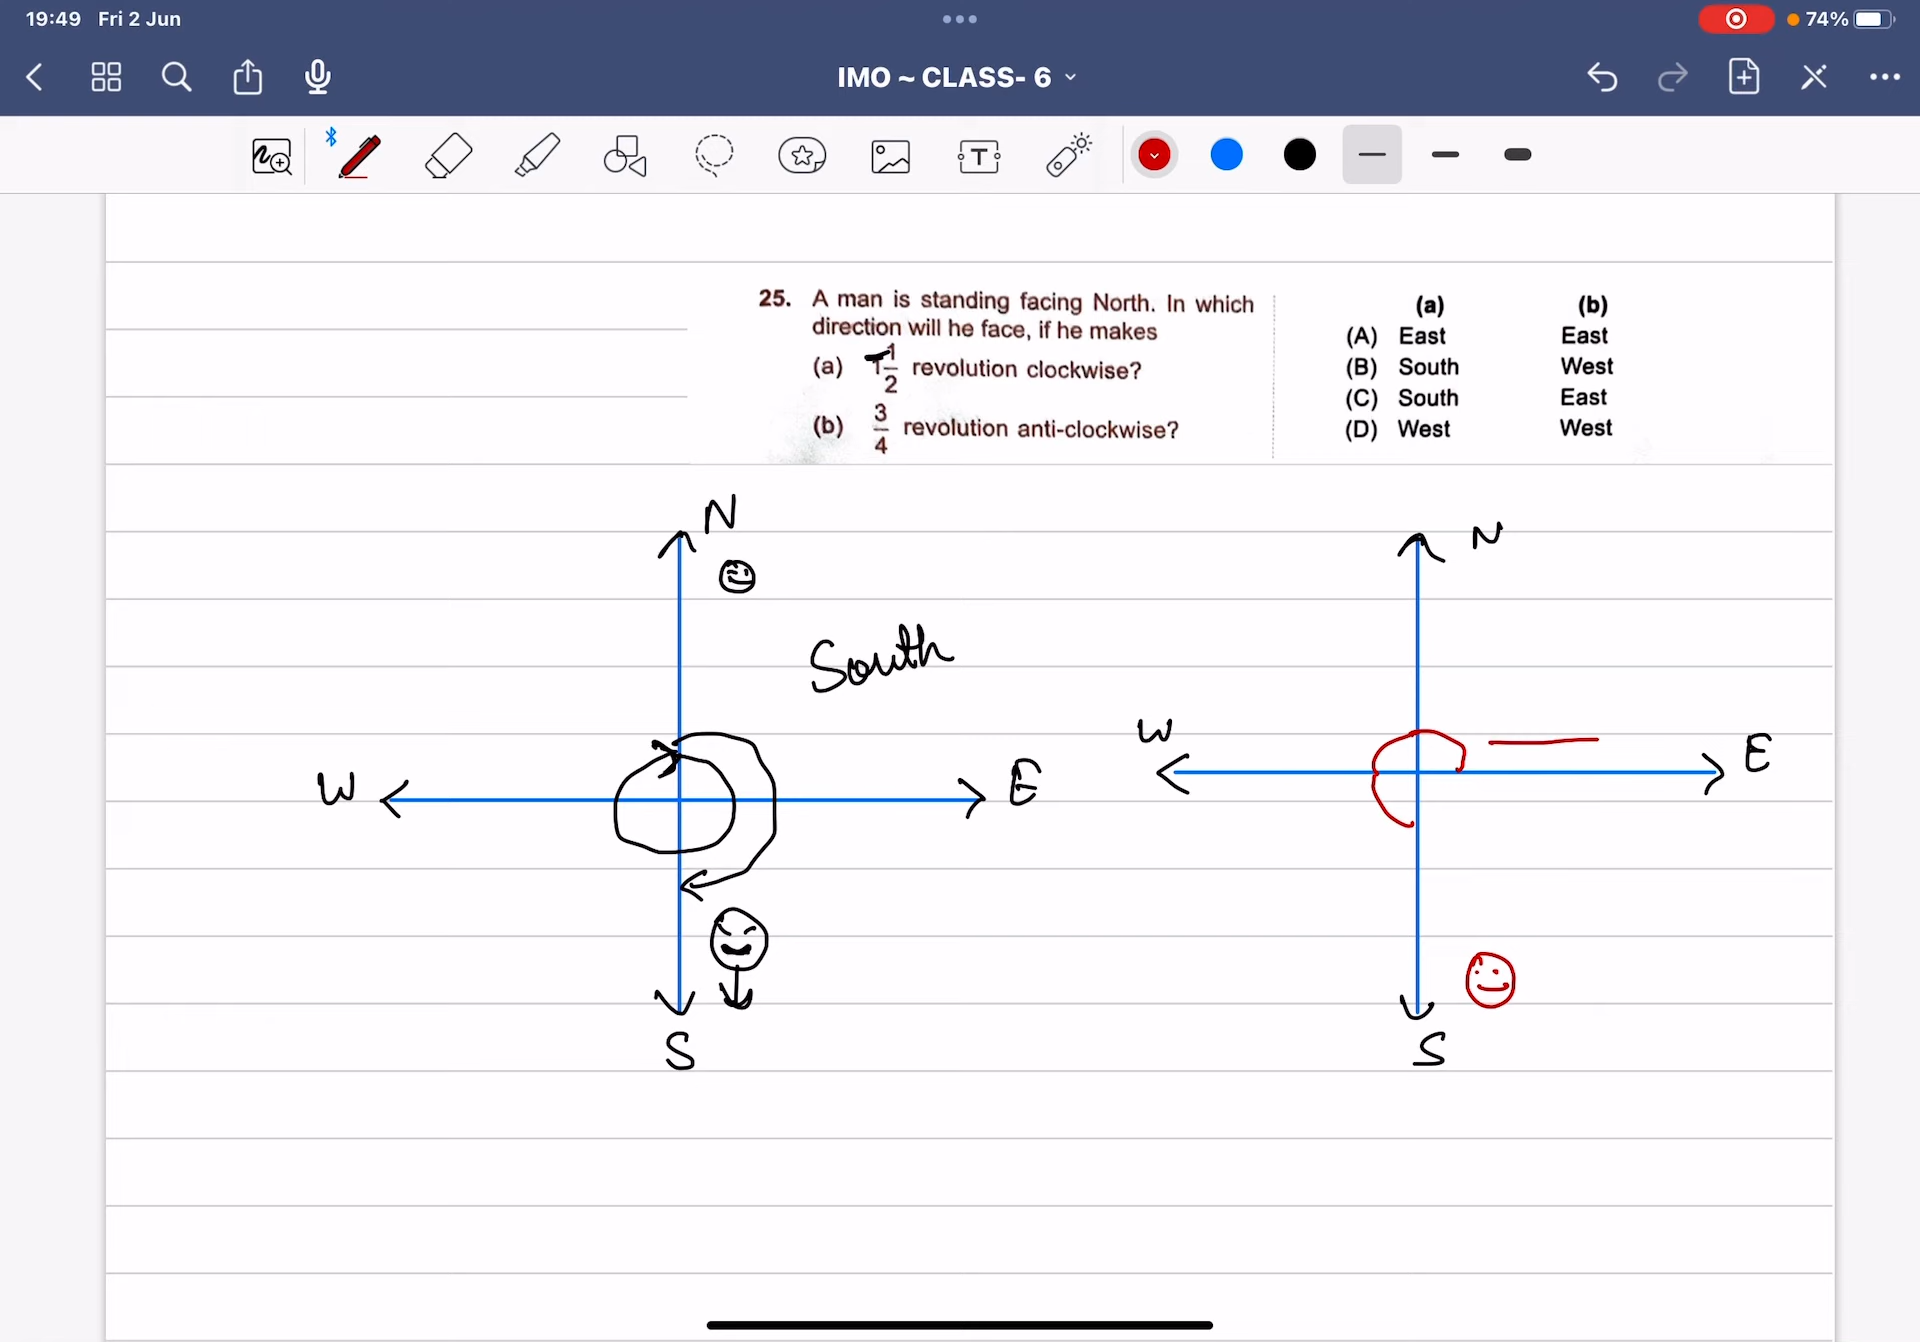 19:49 Fri 2 Jun
74%
IMO ~ CLASS- 6
25. A man is standing facing North. In which
direction will he face, if he makes
(a) 1 1/2 revolution clockwise?
(b) 3/4 revolution anti-clockwise?
(a) (b)
(A) East East
(B) South West
(C) South East
(D) West West
N
South
W
E
S
N
W
E
S